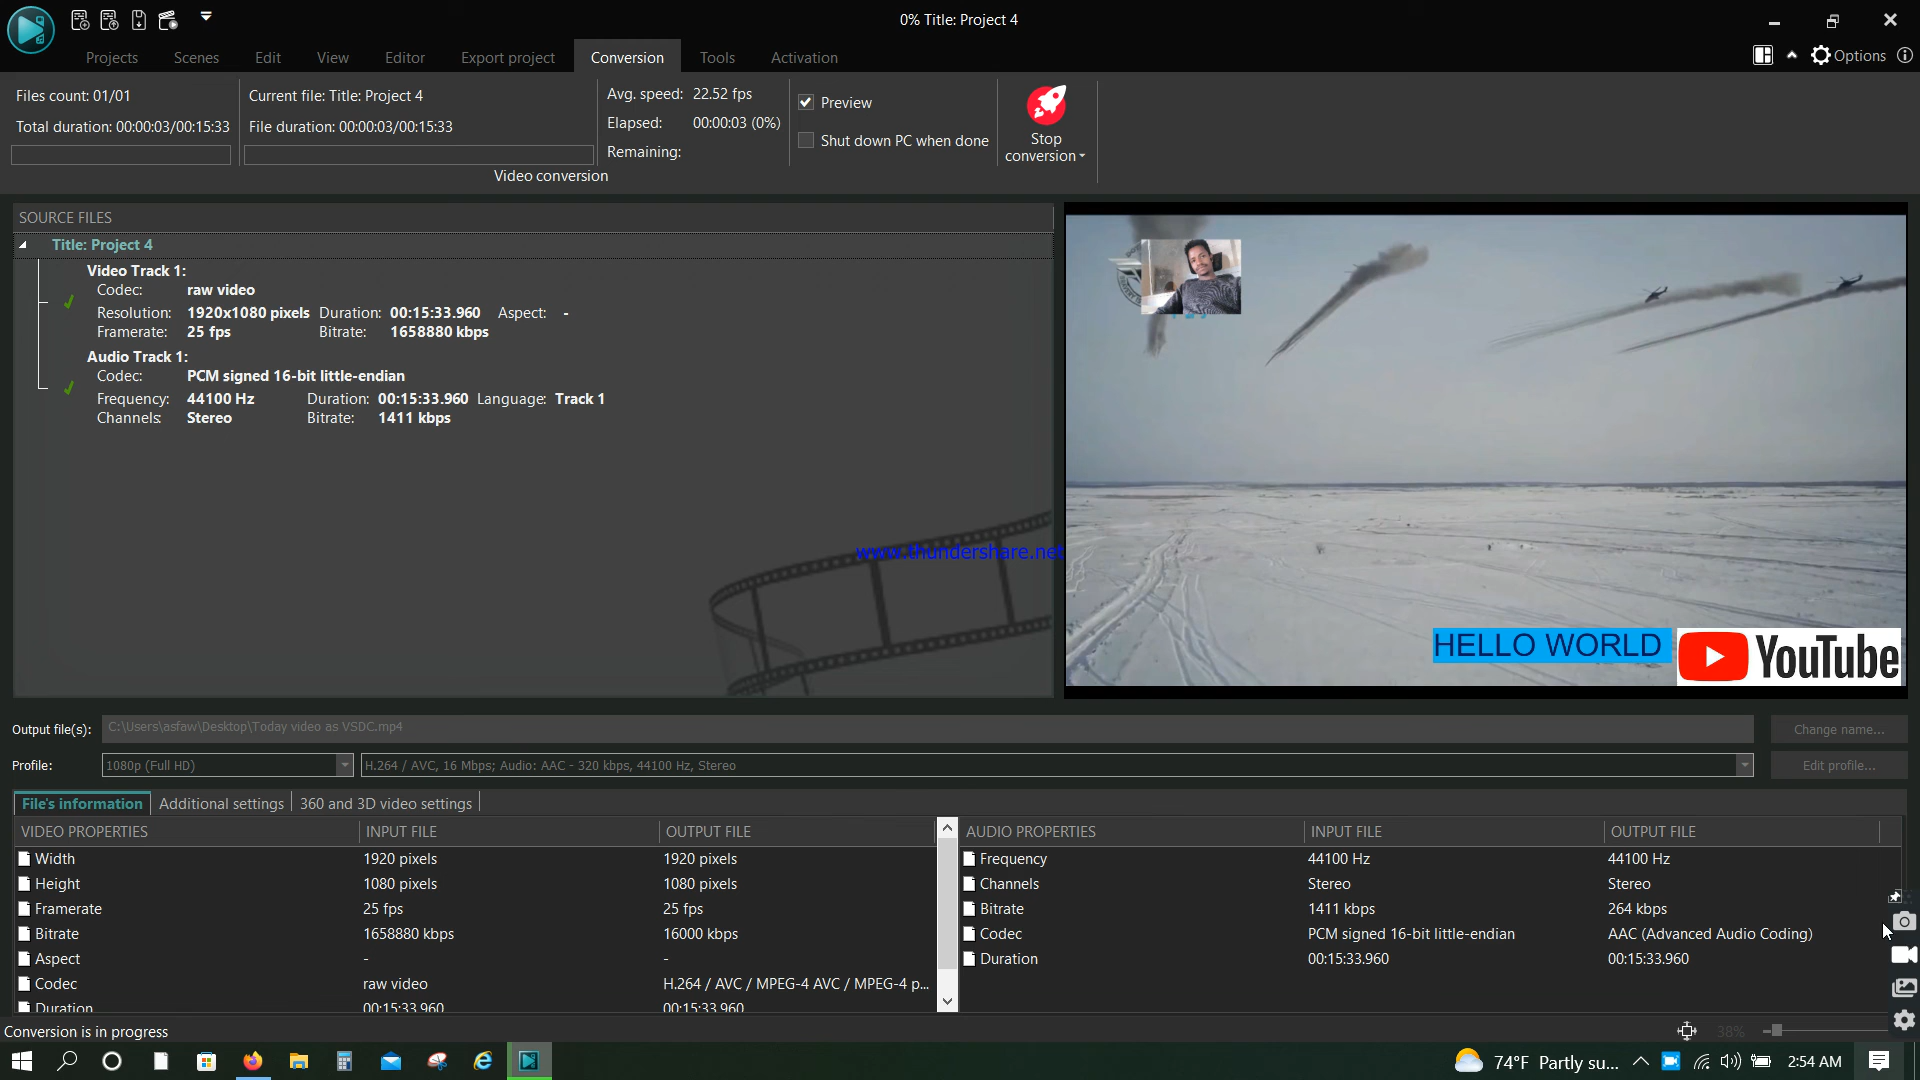 0% Title: Project 4
Projects Scenes Edit View Editor Export project Conversion Tools Activation Options
Files count: 01/01
Total duration: 00:00:03/00:15:33
Current file: Title: Project 4
File duration: 00:00:03/00:15:33
Avg. speed: 22.52 fps
Elapsed: 00:00:03 (0%)
Remaining:
Preview
Shut down PC when done
Stop
conversion
Video conversion
SOURCE FILES
Title: Project 4
Video Track 1:
Codec: raw video
Resolution: 1920x1080 pixels Duration: 00:15:33.960 Aspect: -
Framerate: 25 fps Bitrate: 1658880 kbps
Audio Track 1:
Codec: PCM signed 16-bit little-endian
Frequency: 44100 Hz Duration: 00:15:33.960 Language: Track 1
Channels: Stereo Bitrate: 1411 kbps
www.thundershare.net
HELLO WORLD
YouTube
Output file(s): C:\Users\asfaw\Desktop\Today video as VSDC.mp4 Change name...
Profile: 1080p (Full HD) H.264 / AVC, 16 Mbps; Audio: AAC - 320 kbps, 44100 Hz, Stereo Edit profile...
File's information Additional settings 360 and 3D video settings
VIDEO PROPERTIES INPUT FILE OUTPUT FILE
Width 1920 pixels 1920 pixels
Height 1080 pixels 1080 pixels
Framerate 25 fps 25 fps
Bitrate 1658880 kbps 16000 kbps
Aspect - -
Codec raw video H.264 / AVC / MPEG-4 AVC / MPEG-4 p...
Duration 00:15:33.960 00:15:33.960
AUDIO PROPERTIES INPUT FILE OUTPUT FILE
Frequency 44100 Hz 44100 Hz
Channels Stereo Stereo
Bitrate 1411 kbps 264 kbps
Codec PCM signed 16-bit little-endian AAC (Advanced Audio Coding)
Duration 00:15:33.960 00:15:33.960
Conversion is in progress
38%
74°F Partly su... 2:54 AM